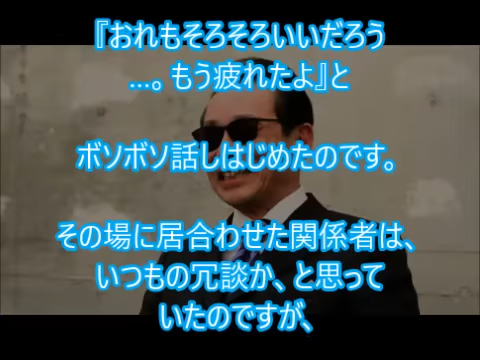 『おれもそろそろいいだろう
…。もう疲れたよ』と
ボソボソ話しはじめたのです。
その場に居合わせた関係者は、
いつもの冗談か、と思って
いたのですが、